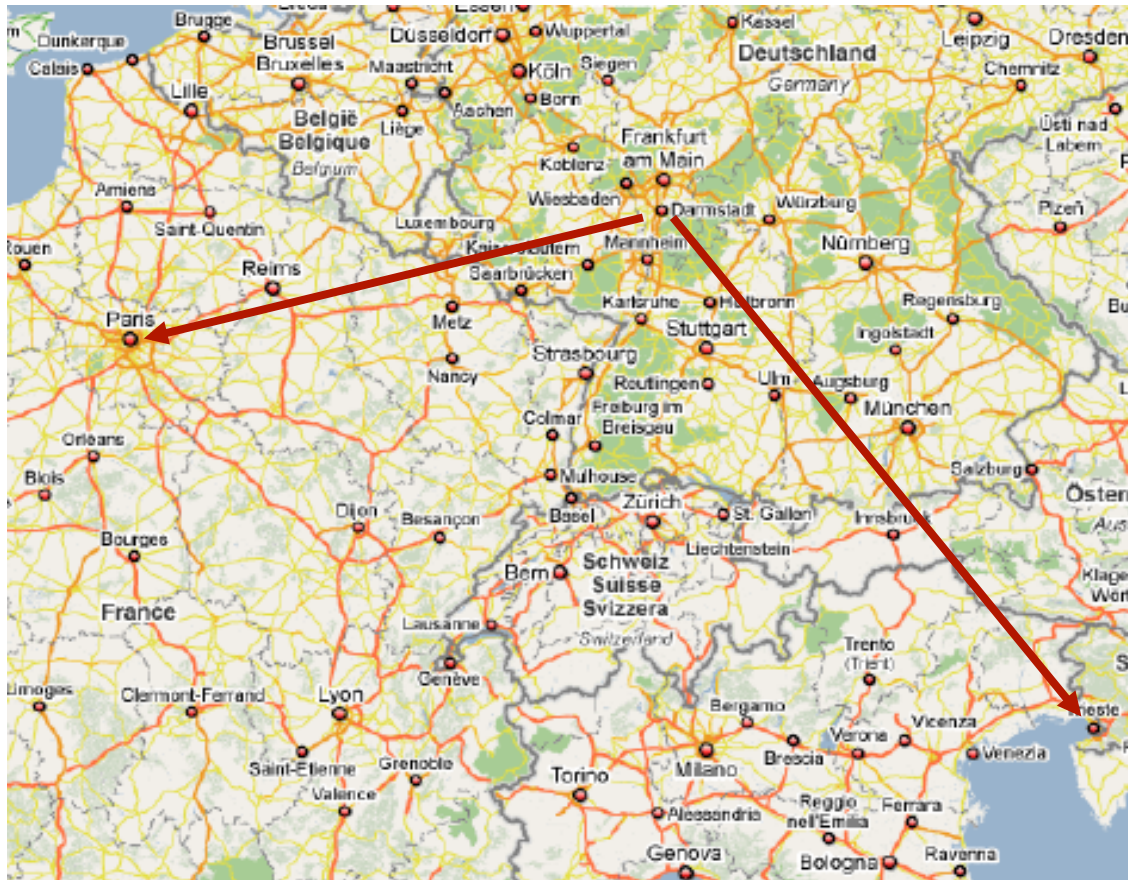 Brugge
Essen
Kassel
Dunkerque
Brussel
Bruxelles
Düsseldorf
Wuppertal
Deutschland
Germany
Leipzig
Dresden
Calais
Maastricht
Köln
Siegen
Chemnitz
Lille
Aachen
Bonn
België
Belgique
Belgium
Liège
Frankfurt
am Main
Ústí nad
Labem
Koblenz
Amiens
Wiesbaden
Darmstadt
Würzburg
Plzeň
Saint-Quentin
Luxembourg
Mannheim
Nürnberg
Rouen
Reims
Saarbrücken
Karlsruhe
Regensburg
Paris
Metz
Stuttgart
Ingolstadt
Strasbourg
Nancy
Reutlingen
Ulm
Augsburg
München
Colmar
Freiburg im
Breisgau
Orléans
Blois
Mulhouse
Salzburg
Zürich
Dijon
Besançon
Basel
St. Gallen
Innsbruck
Bourges
Liechtenstein
Bern
Schweiz
Suisse
Svizzera
Switzerland
France
Lausanne
Trento
(Trient)
Genève
Limoges
Clermont-Ferrand
Lyon
Bergamo
Vicenza
Saint-Etienne
Grenoble
Milano
Brescia
Verona
Venezia
Torino
Valence
Alessandria
Reggio
nell'Emilia
Ferrara
Genova
Bologna
Ravenna